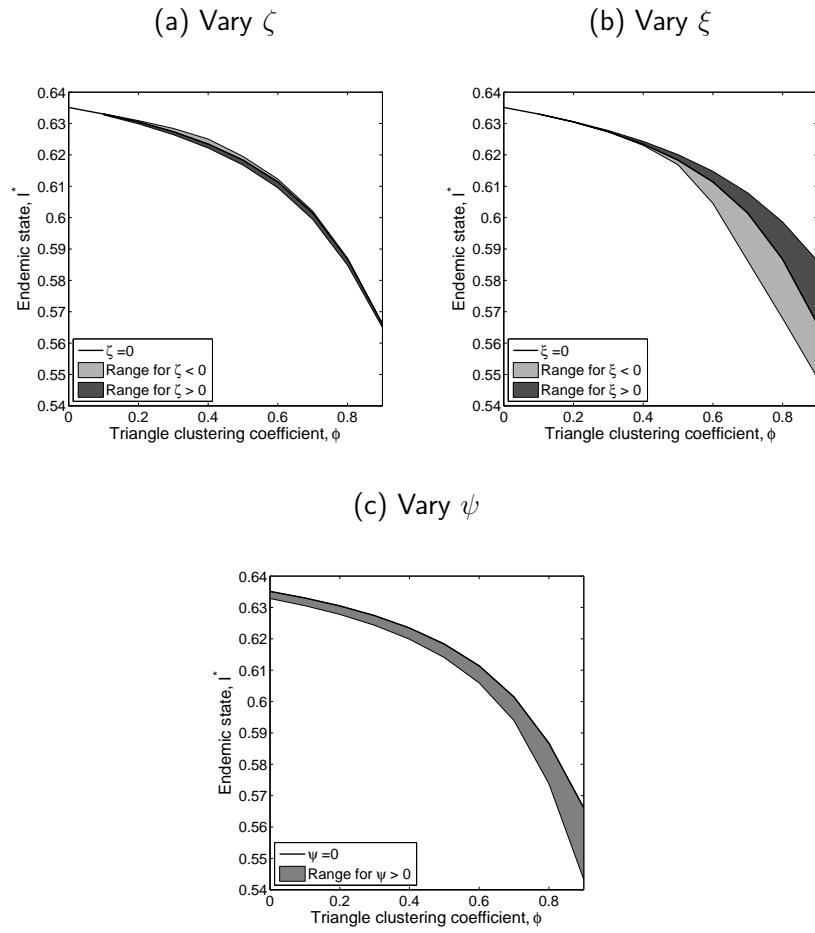 (a) Vary ζ
0.64
0.63
0.62
0.61
0.6
0.59
0.58
0.57
0.56
0.55
0.54
Endemic state, I*
ζ =0
Range for ζ < 0
Range for ζ > 0
0 0.2 0.4 0.6 0.8
Triangle clustering coefficient, ϕ
(b) Vary ξ
0.64
0.63
0.62
0.61
0.6
0.59
0.58
0.57
0.56
0.55
0.54
Endemic state, I*
ξ =0
Range for ξ < 0
Range for ξ > 0
0 0.2 0.4 0.6 0.8
Triangle clustering coefficient, ϕ
(c) Vary ψ
0.64
0.63
0.62
0.61
0.6
0.59
0.58
0.57
0.56
0.55
0.54
Endemic state, I*
ψ =0
Range for ψ > 0
0 0.2 0.4 0.6 0.8
Triangle clustering coefficient, ϕ